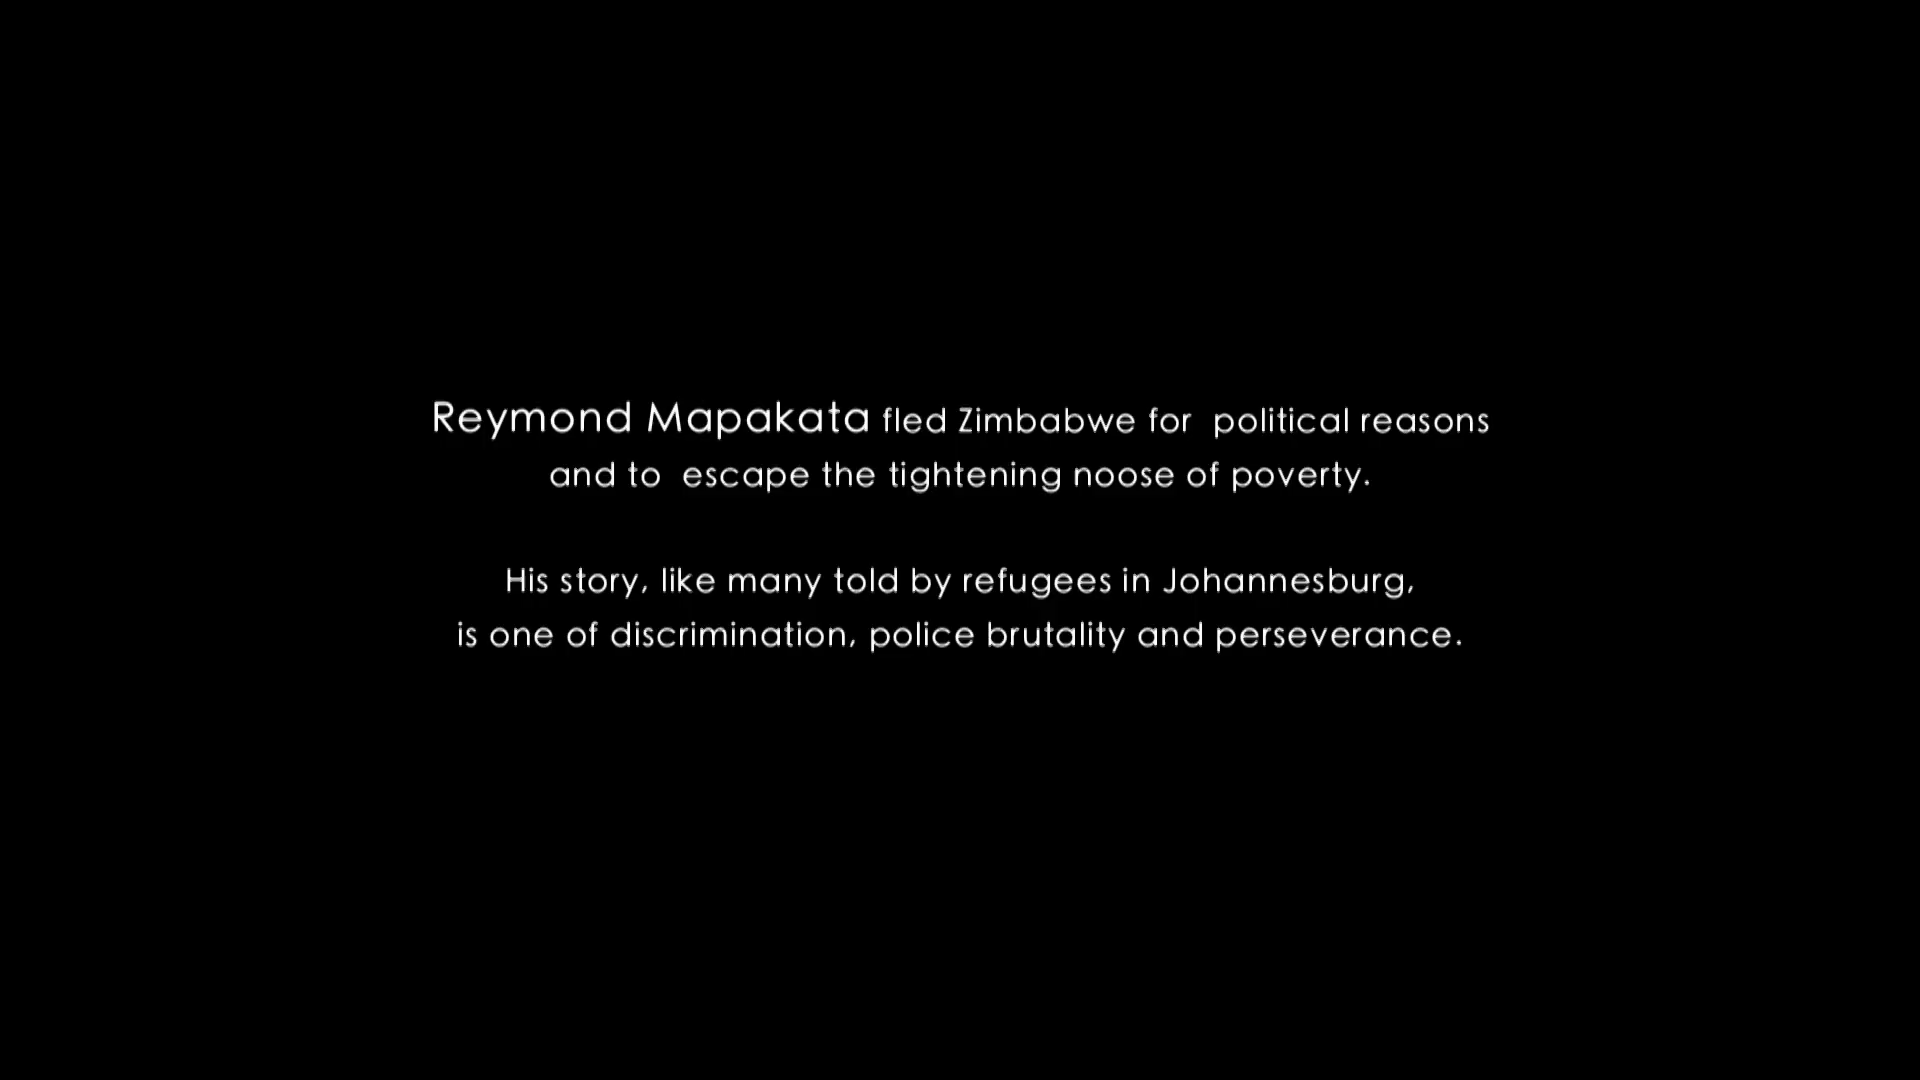 Reymond Mapakata fled Zimbabwe for  political reasons
and to  escape the tightening noose of poverty.
His story, like many told by refugees in Johannesburg,
is one of discrimination, police brutality and perseverance.